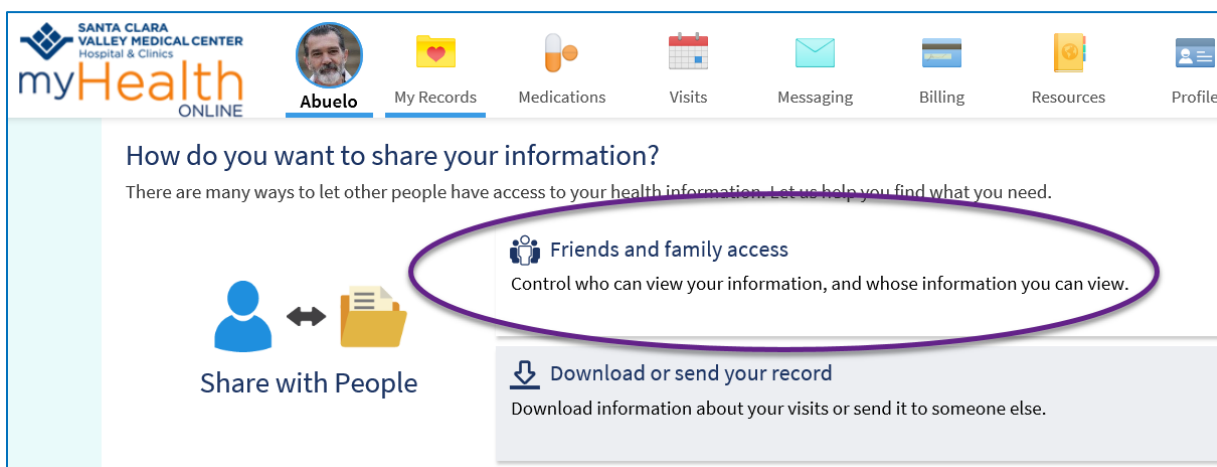 SANTA CLARA
VALLEY MEDICAL CENTER
Hospital & Clinics
myHealth
ONLINE
Abuelo
My Records
Medications
Visits
Messaging
Billing
Resources
Profile
How do you want to share your information?
There are many ways to let other people have access to your health information. Let us help you find what you need.
Friends and family access
Control who can view your information, and whose information you can view.
Share with People
Download or send your record
Download information about your visits or send it to someone else.